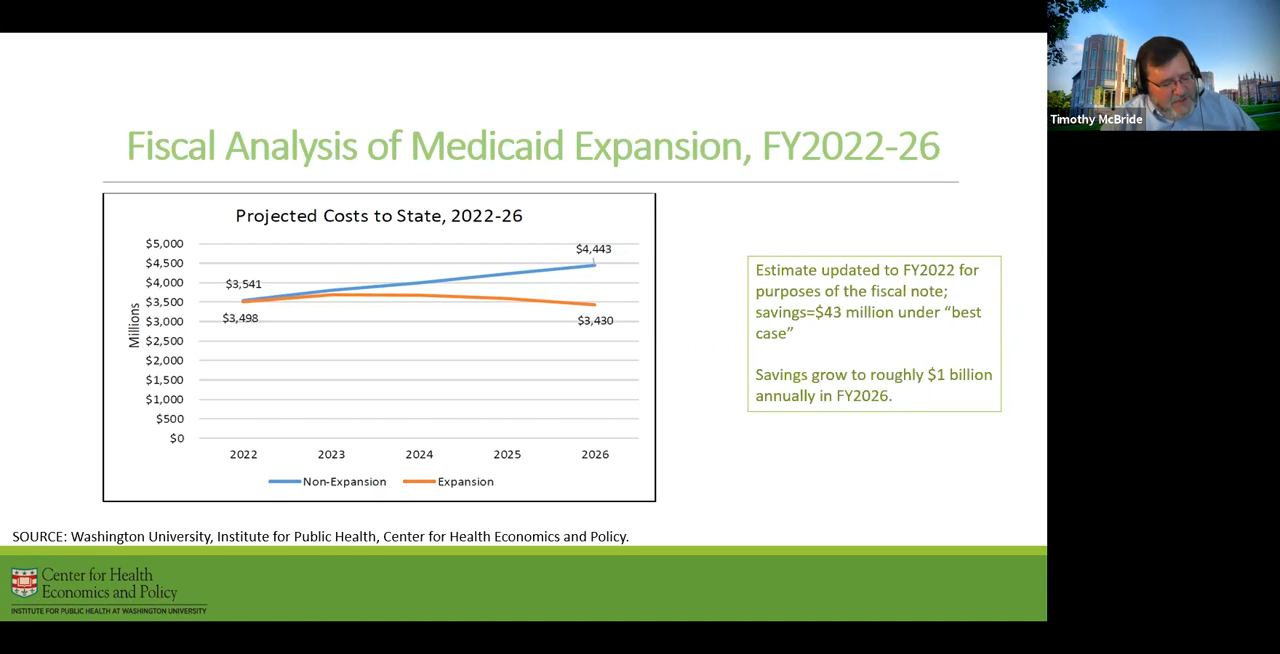 Timothy McBride
Fiscal Analysis of Medicaid Expansion, FY2022-26
Projected Costs to State, 2022-26
Millions
$5,000
$4,500
$4,000
$3,500
$3,000
$2,500
$2,000
$1,500
$1,000
$500
$0
$3,541
$3,498
$4,443
$3,430
2022 2023 2024 2025 2026
Non-Expansion Expansion
Estimate updated to FY2022 for
purposes of the fiscal note;
savings=$43 million under “best
case”
Savings grow to roughly $1 billion
annually in FY2026.
SOURCE: Washington University, Institute for Public Health, Center for Health Economics and Policy.
Center for Health
Economics and Policy
INSTITUTE FOR PUBLIC HEALTH AT WASHINGTON UNIVERSITY